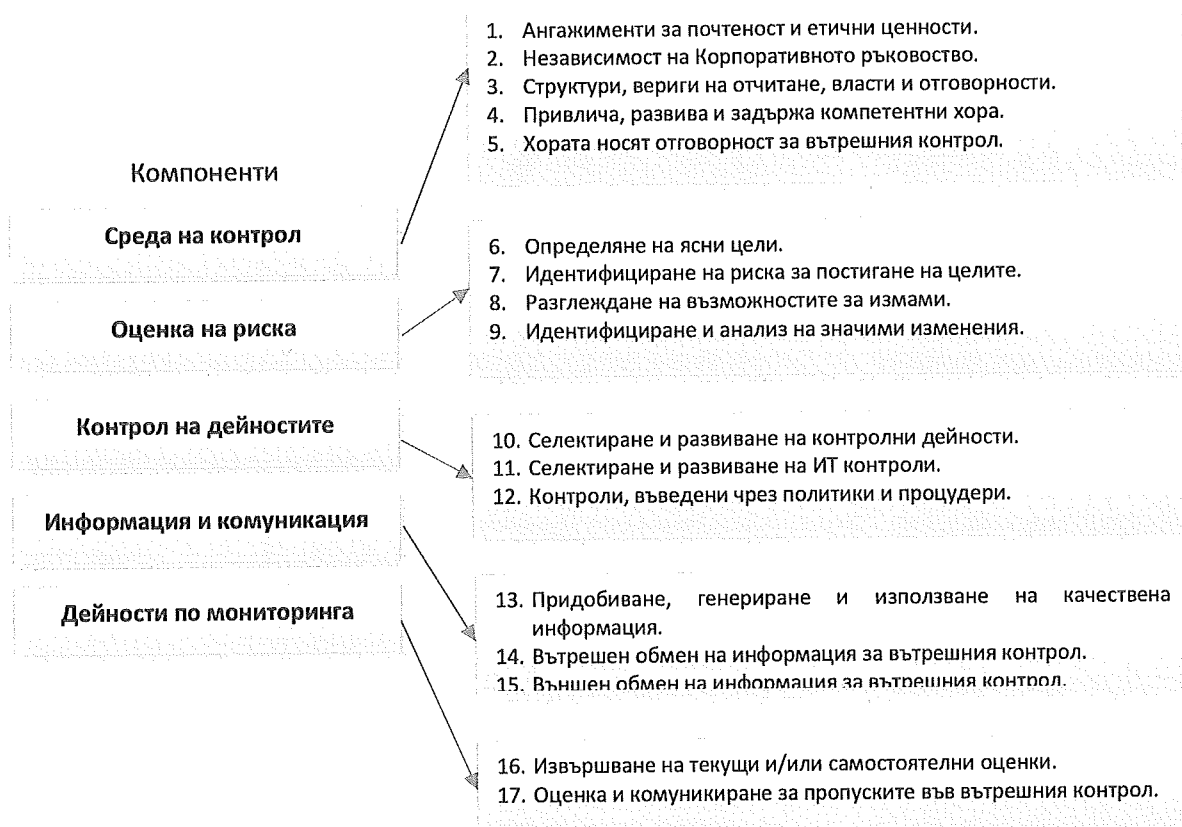 Компоненти
Среда на контрол
Оценка на риска
Контрол на дейностите
Информация и комуникация
Дейности по мониторинга
1. Ангажименти за почтеност и етични ценности.
2. Независимост на Корпоративното ръковоство.
3. Структури, вериги на отчитане, власти и отговорности.
4. Привлича, развива и задържа компетентни хора.
5. Хората носят отговорност за вътрешния контрол.
6. Определяне на ясни цели.
7. Идентифициране на риска за постигане на целите.
8. Разглеждане на възможностите за измами.
9. Идентифициране и анализ на значими изменения.
10. Селектиране и развиване на контролни дейности.
11. Селектиране и развиване на ИТ контроли.
12. Контроли, въведени чрез политики и процудери.
13. Придобиване, генериране и използване на качествена
информация.
14. Вътрешен обмен на информация за вътрешния контрол.
15. Външен обмен на информация за вътрешния контрол.
16. Извършване на текущи и/или самостоятелни оценки.
17. Оценка и комуникиране за пропуските във вътрешния контрол.